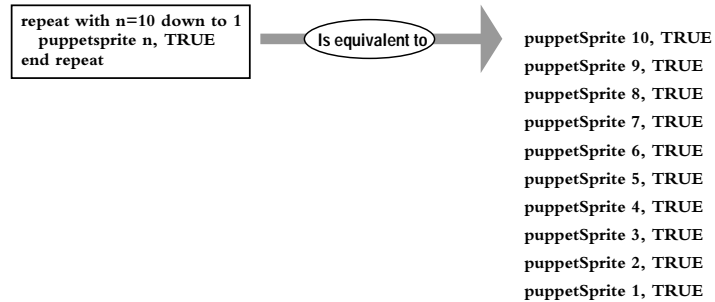 repeat with n=10 down to 1
puppetsprite n, TRUE
end repeat
Is equivalent to
puppetSprite 10, TRUE
puppetSprite 9, TRUE
puppetSprite 8, TRUE
puppetSprite 7, TRUE
puppetSprite 6, TRUE
puppetSprite 5, TRUE
puppetSprite 4, TRUE
puppetSprite 3, TRUE
puppetSprite 2, TRUE
puppetSprite 1, TRUE